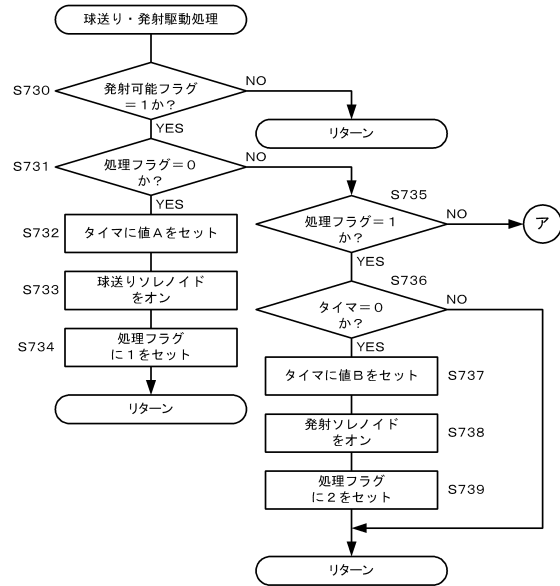 球送り・発射駆動処理
S730
発射可能フラグ
＝1か？
NO
YES
リターン
S731
処理フラグ＝0
か？
NO
YES
S732
タイマに値Aをセット
S733
球送りソレノイド
をオン
S734
処理フラグ
に1をセット
リターン
S735
処理フラグ＝1
か？
NO
ア
YES
S736
タイマ＝0
か？
NO
YES
タイマに値Bをセット
S737
発射ソレノイド
をオン
S738
処理フラグ
に2をセット
S739
リターン